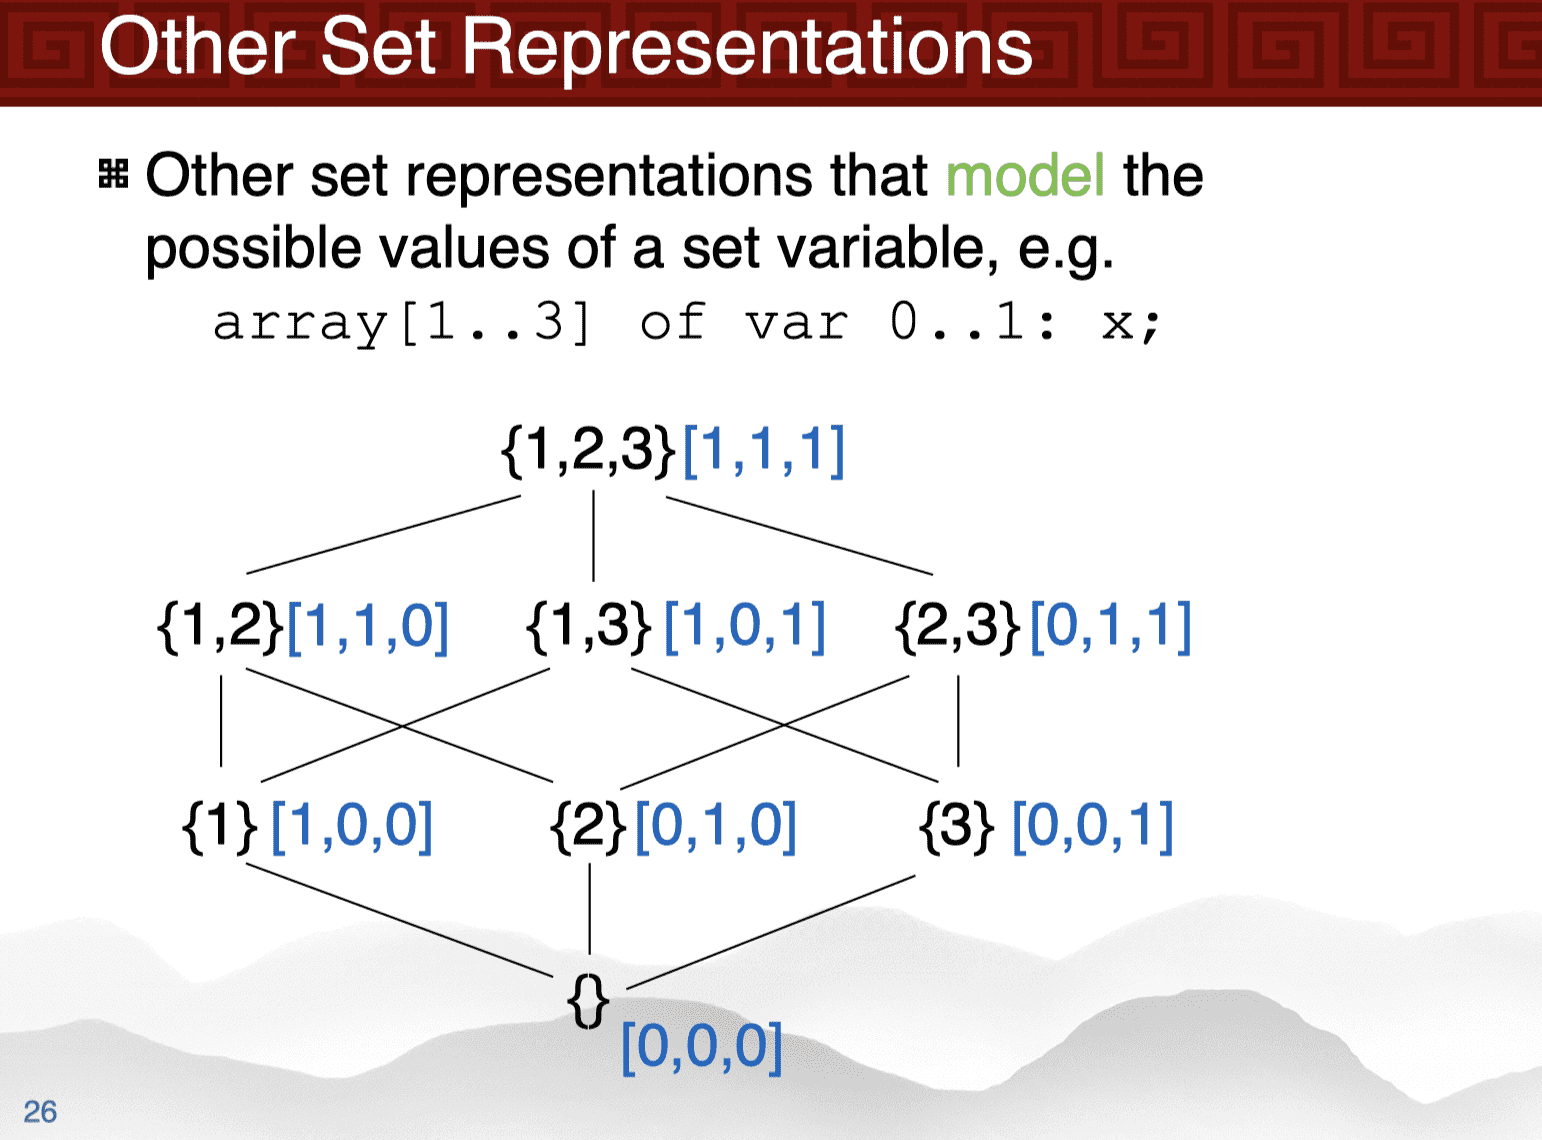 Other Set Representations
⌘ Other set representations that model the
possible values of a set variable, e.g.
array[1..3] of var 0..1: x;
{1,2,3}[1,1,1]
{1,2}[1,1,0] {1,3}[1,0,1] {2,3}[0,1,1]
{1}[1,0,0] {2}[0,1,0] {3} [0,0,1]
{}
[0,0,0]
26